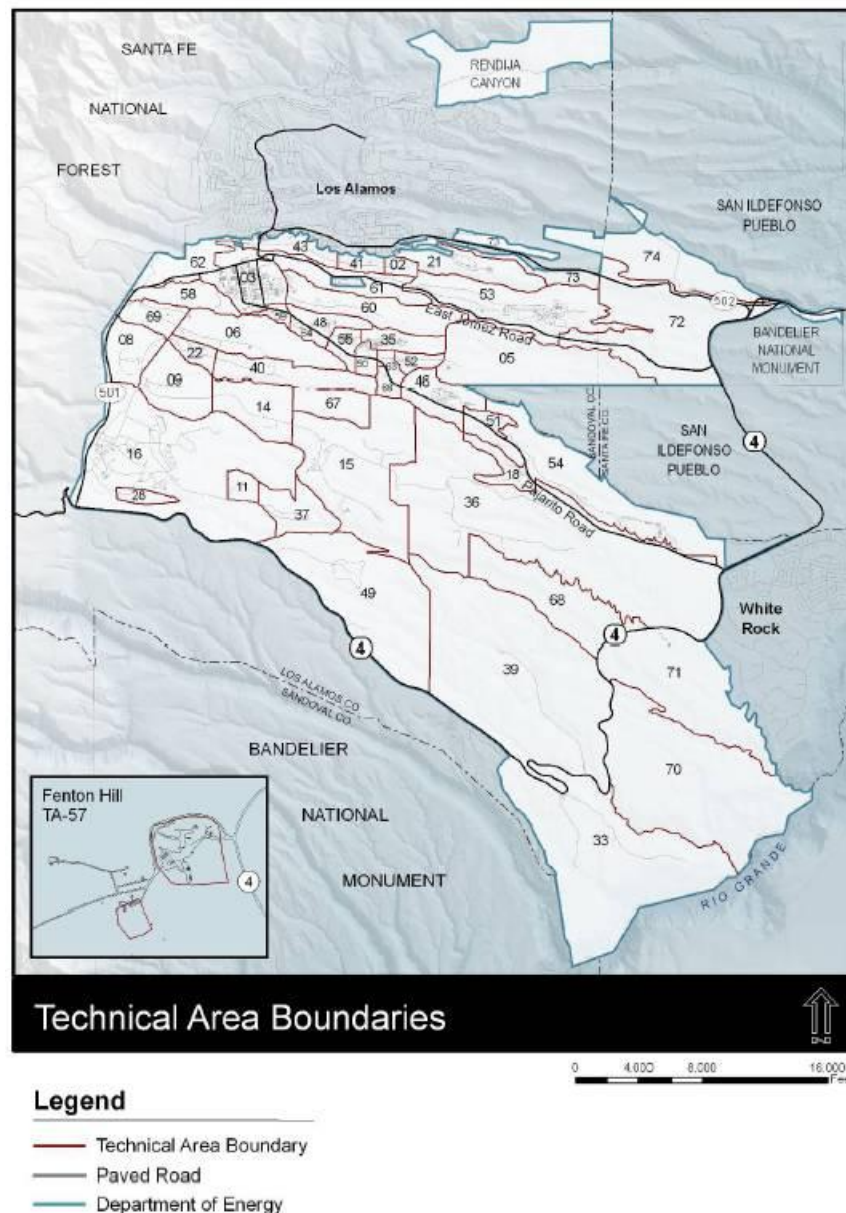 SANTA FE
NATIONAL
FOREST
RENDIJA
CANYON
Los Alamos
SAN ILDEFONSO
PUEBLO
74
73
62
43
41
02
21
03
61
53
73
502
58
60
East Jemez Road
72
69
48
55
35
08
06
22
50
52
05
BANDELIER
NATIONAL
MONUMENT
09
40
46
501
14
67
51
SANDOVAL CO.
SANTA FE CO.
SAN
ILDEFONSO
PUEBLO
4
16
15
18
54
28
11
36
Pajarito Road
37
49
68
White
Rock
4
4
39
71
LOS ALAMOS CO.
SANDOVAL CO.
70
BANDELIER
NATIONAL
MONUMENT
33
RIO GRANDE
Fenton Hill
TA-57
4
Technical Area Boundaries
0 4,000 8,000 16,000
Legend
Technical Area Boundary
Paved Road
Department of Energy